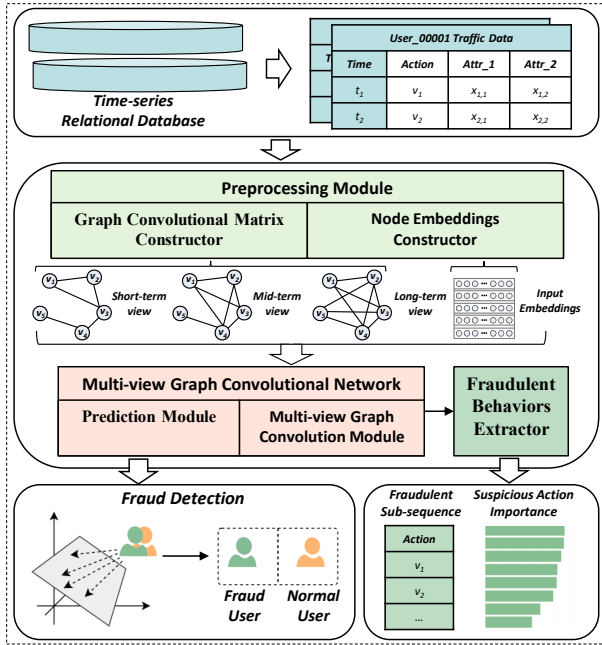 Time-series
Relational Database
User_00001 Traffic Data
T
Time Action Attr_1 Attr_2
t1 v1 x1,1 x1,2
t2 v2 x2,1 x2,2
Preprocessing Module
Graph Convolutional Matrix
Constructor
Node Embeddings
Constructor
v1 v2 v3 v4 v5
Short-term
view
v1 v2 v3 v4 v5
Mid-term
view
v1 v2 v3 v4 v5
Long-term
view
Input
Embeddings
Multi-view Graph Convolutional Network
Prediction Module
Multi-view Graph
Convolution Module
Fraudulent
Behaviors
Extractor
Fraud Detection
Fraud
User
Normal
User
Fraudulent
Sub-sequence
Action
v1
v2
...
Suspicious Action
Importance